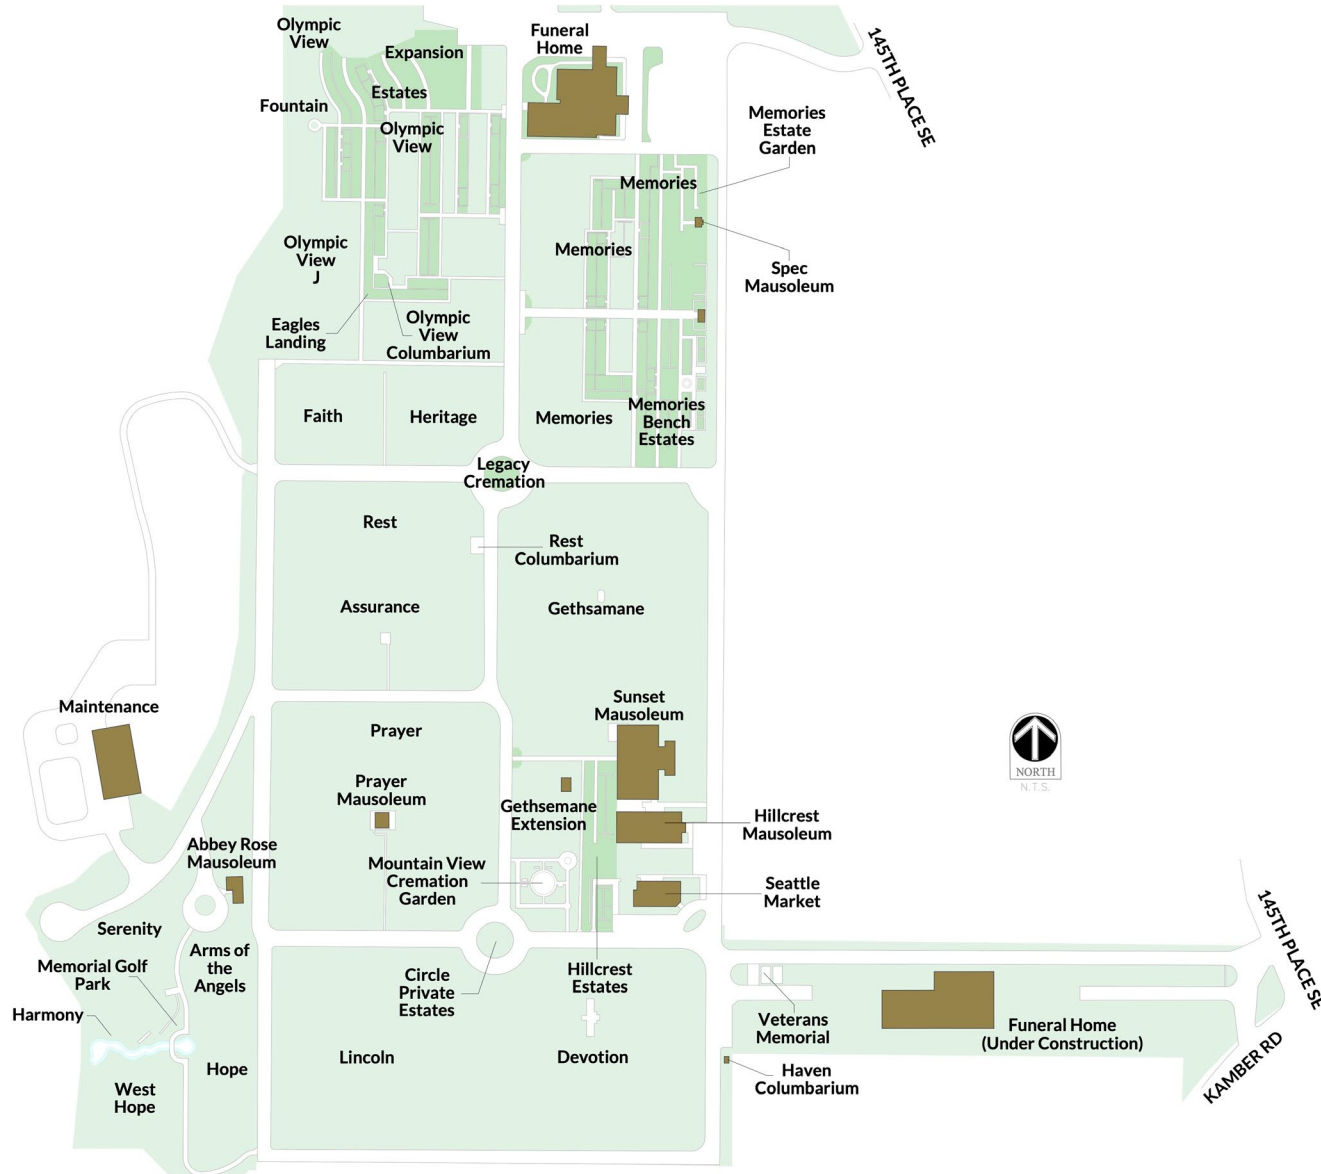 Olympic
View
Expansion
Funeral
Home
145TH PLACE SE
Estates
Fountain
Olympic
View
Memories
Estate
Garden
Memories
Memories
Olympic
View
J
Spec
Mausoleum
Eagles
Landing
Olympic
View
Columbarium
Faith
Heritage
Memories
Memories
Bench
Estates
Legacy
Cremation
Rest
Rest
Columbarium
Assurance
Gethsamane
Maintenance
Sunset
Mausoleum
Prayer
NORTH
N.T.S.
Prayer
Mausoleum
Gethsemane
Extension
Hillcrest
Mausoleum
Abbey Rose
Mausoleum
Mountain View
Cremation
Garden
Seattle
Market
Serenity
145TH PLACE SE
Arms of
the
Angels
Memorial Golf
Park
Circle
Private
Estates
Hillcrest
Estates
Harmony
Veterans
Memorial
Funeral Home
(Under Construction)
Lincoln
Devotion
Hope
West
Hope
Haven
Columbarium
KAMBER RD